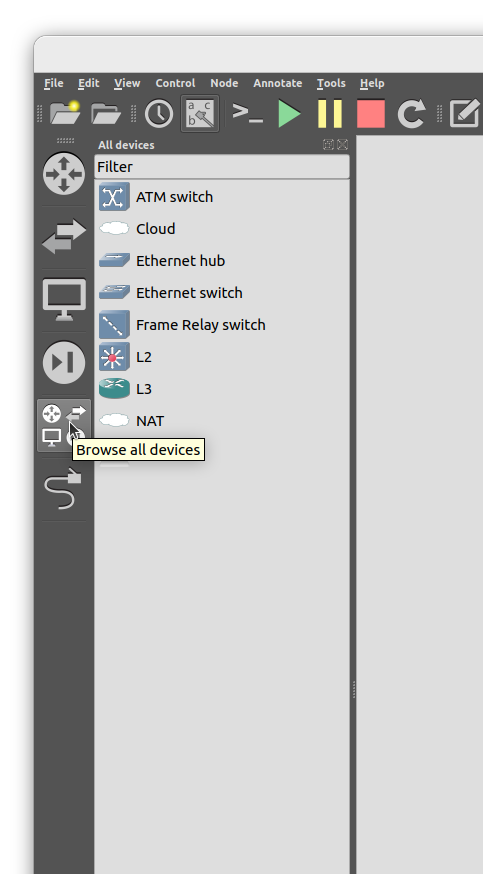 File Edit View Control Node Annotate Tools Help
a c
b
>_
All devices
Filter
ATM switch
Cloud
Ethernet hub
Ethernet switch
Frame Relay switch
L2
L3
NAT
Browse all devices